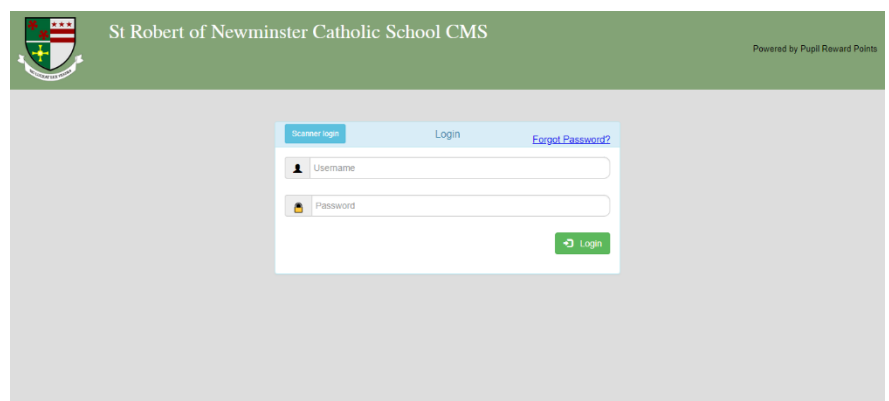 St Robert of Newminster Catholic School CMS
Powered by Pupil Reward Points
Scanner login
Login
Forgot Password?
Username
Password
Login